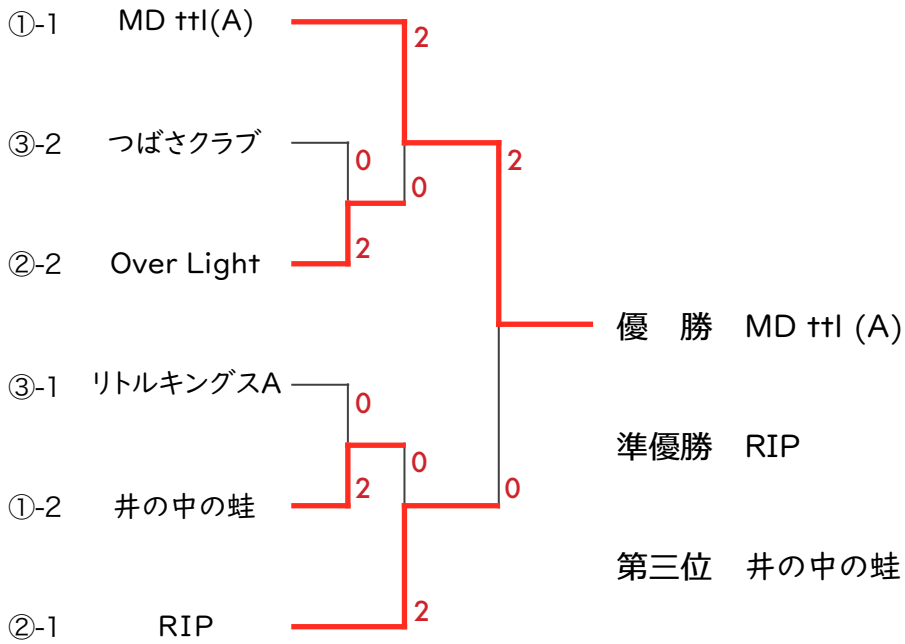 ①-1 MD ttl(A)
2
③-2 つばさクラブ
0
2
0
②-2 Over Light
2
優 勝 MD ttl (A)
③-1 リトルキングスA
0
準優勝 RIP
0
①-2 井の中の蛙
2
0
第三位 井の中の蛙
②-1 RIP
2